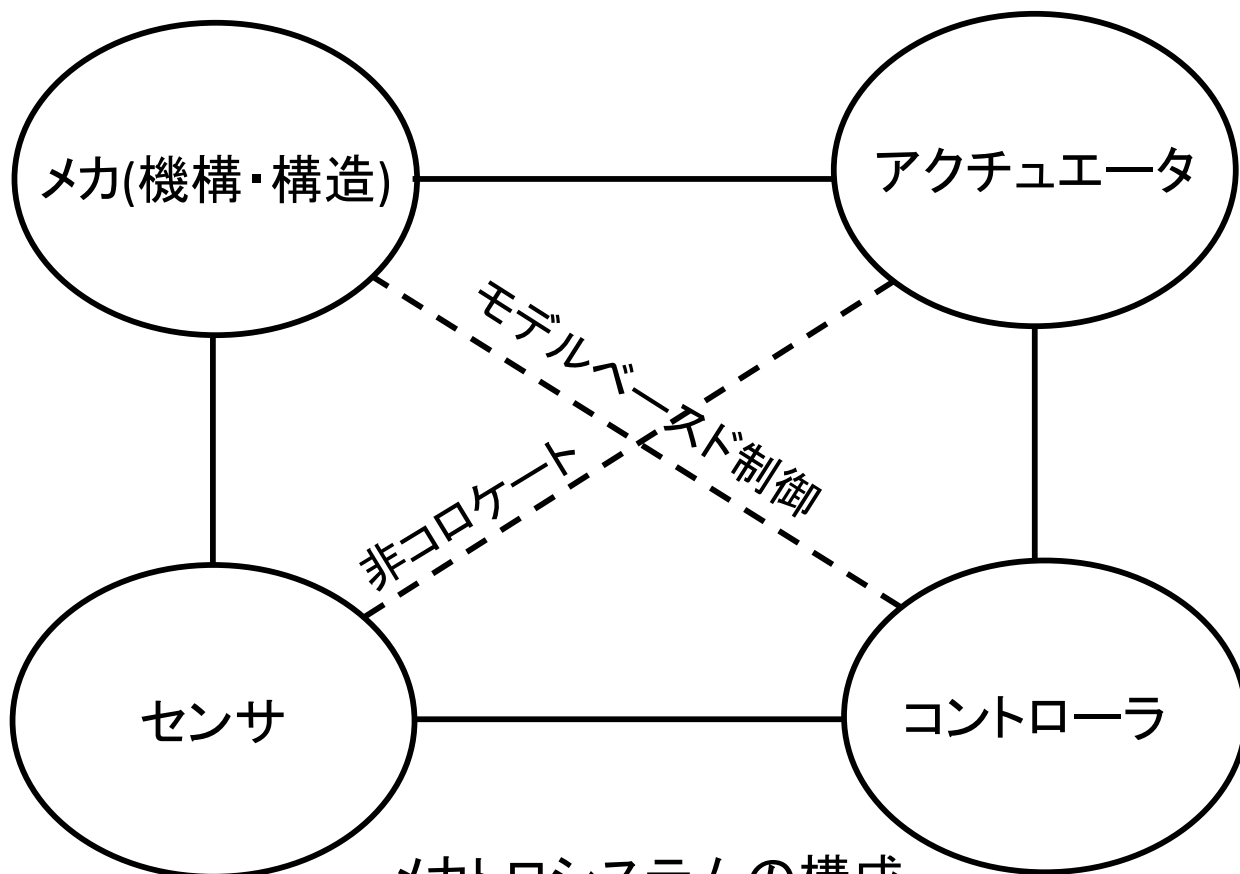 メカ(機構・構造)
アクチュエータ
モデルベースド制御
非コロケート
センサ
コントローラ
メカトロシステムの構成